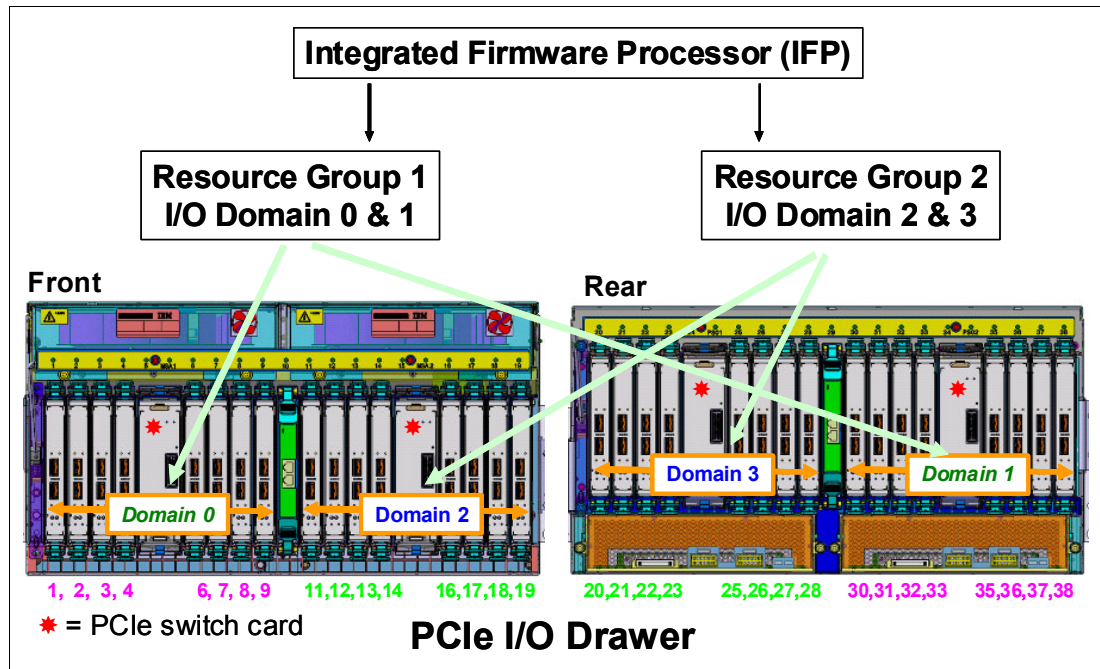 Integrated Firmware Processor (IFP)
Resource Group 1
I/O Domain 0 & 1
Resource Group 2
I/O Domain 2 & 3
Front
Rear
IBM
IBM
Domain 0
Domain 2
Domain 3
Domain 1
1, 2, 3, 4
6, 7, 8, 9
11,12,13,14
16,17,18,19
20,21,22,23
25,26,27,28
30,31,32,33
35,36,37,38
= PCIe switch card
PCIe I/O Drawer